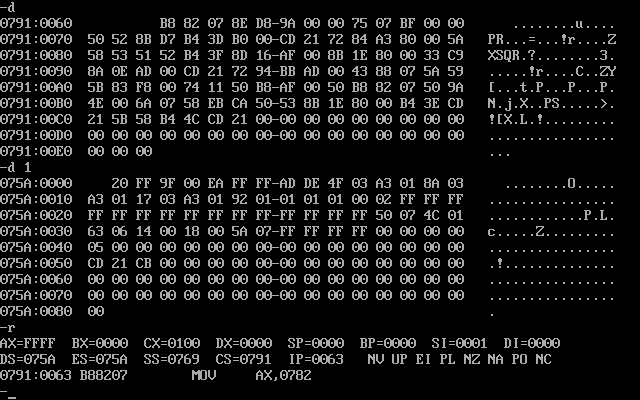 -d
0791:0060          B8 82 07 8E D8-9A 00 00 75 07 BF 00 00      ........u....
0791:0070  50 52 8B D7 B4 3D B0 00-CD 21 72 84 A3 80 00 5A   PR...=...!r....Z
0791:0080  58 53 51 52 B4 3F 8D 16-AF 00 8B 1E 80 00 33 C9   XSQR.?........3.
0791:0090  8A 0E AD 00 CD 21 72 94-BB AD 00 43 88 07 5A 59   .....!r....C..ZY
0791:00A0  5B 83 F8 00 74 11 50 B8-AF 00 50 B8 82 07 50 9A   [...t.P...P...P.
0791:00B0  4E 00 6A 07 58 EB CA 50-53 8B 1E 80 00 B4 3E CD   N.j.X..PS.....>.
0791:00C0  21 5B 58 B4 4C CD 21 00-00 00 00 00 00 00 00 00   ![X.L.!.........
0791:00D0  00 00 00 00 00 00 00 00-00 00 00 00 00 00 00 00   ................
0791:00E0  00 00 00                                          ...
-d 1
075A:0000     20 FF 9F 00 EA FF FF-AD DE 4F 03 A3 01 8A 03    ........O.....
075A:0010  A3 01 17 03 A3 01 92 01-01 01 01 00 02 FF FF FF   ................
075A:0020  FF FF FF FF FF FF FF FF-FF FF FF FF 50 07 4C 01   ............P.L.
075A:0030  63 06 14 00 18 00 5A 07-FF FF FF FF 00 00 00 00   c.....Z.........
075A:0040  05 00 00 00 00 00 00 00-00 00 00 00 00 00 00 00   ................
075A:0050  CD 21 CB 00 00 00 00 00-00 00 00 00 00 00 00 00   .!..............
075A:0060  00 00 00 00 00 00 00 00-00 00 00 00 00 00 00 00   ................
075A:0070  00 00 00 00 00 00 00 00-00 00 00 00 00 00 00 00   ................
075A:0080  00                                                .
-r
AX=FFFF  BX=0000  CX=0100  DX=0000  SP=0000  BP=0000  SI=0001  DI=0000
DS=075A  ES=075A  SS=0769  CS=0791  IP=0063   NV UP EI PL NZ NA PO NC
0791:0063 B88207        MOV     AX,0782
-_